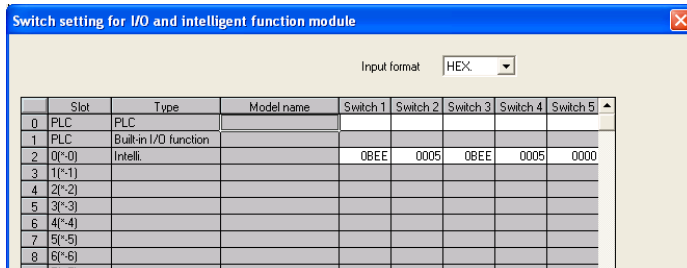 Switch setting for I/O and intelligent function module
Input format HEX.
Slot Type Model name Switch 1 Switch 2 Switch 3 Switch 4 Switch 5
0 PLC PLC
1 PLC Built-in I/O function
2 0(*-0) Intelli. 0BEE 0005 0BEE 0005 0000
3 1(*-1)
4 2(*-2)
5 3(*-3)
6 4(*-4)
7 5(*-5)
8 6(*-6)